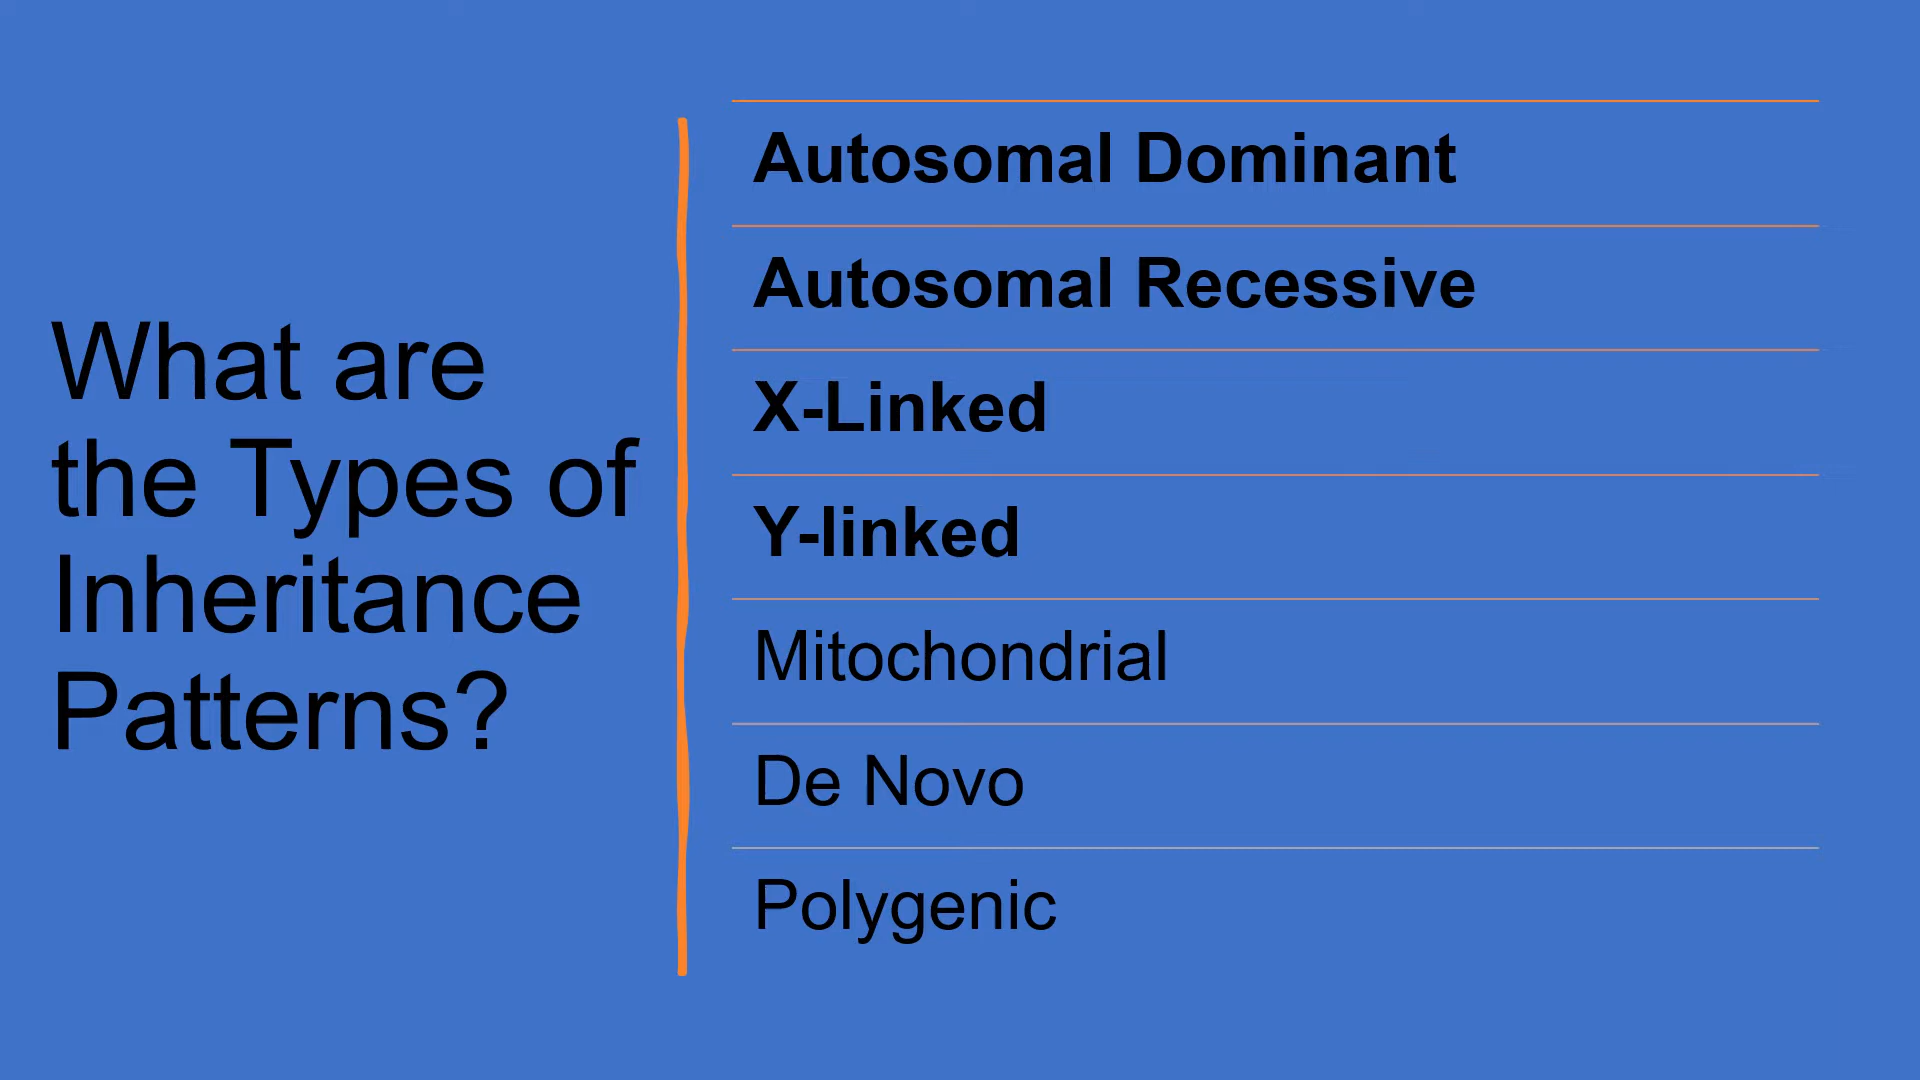 What are
the Types of
Inheritance
Patterns?
Autosomal Dominant
Autosomal Recessive
X-Linked
Y-linked
Mitochondrial
De Novo
Polygenic